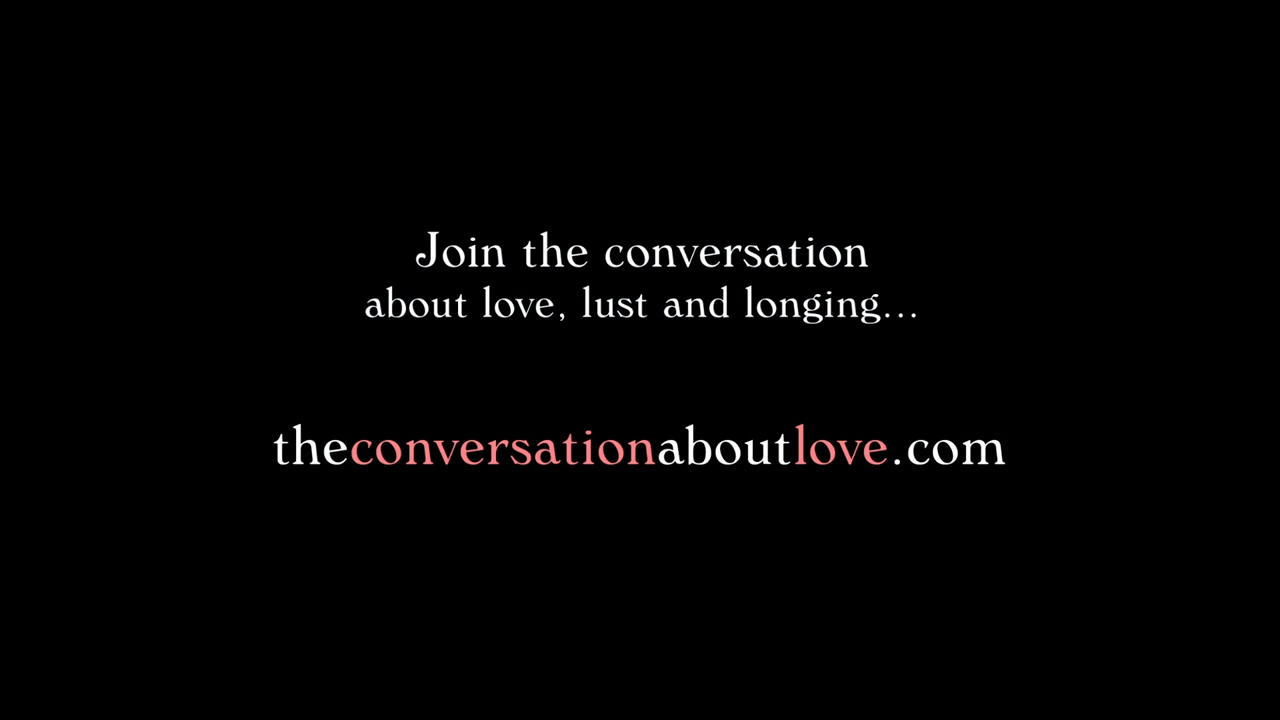 Join the conversation
about love, lust and longing...
theconversationaboutlove.com